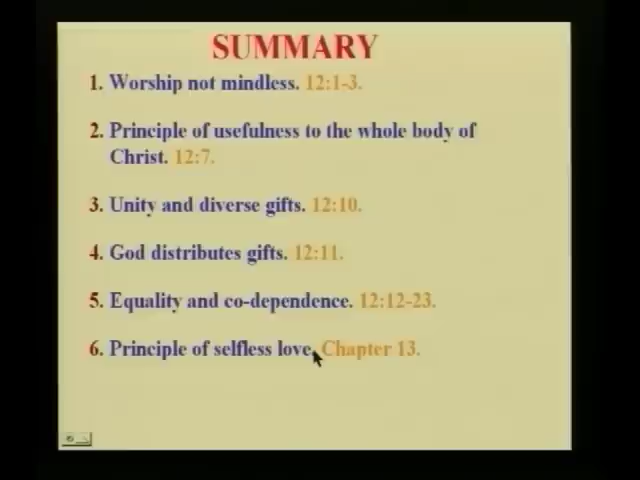 SUMMARY
1. Worship not mindless. 12:1-3.
2. Principle of usefulness to the whole body of
Christ. 12:7.
3. Unity and diverse gifts. 12:10.
4. God distributes gifts. 12:11.
5. Equality and co-dependence. 12:12-23.
6. Principle of selfless love. Chapter 13.